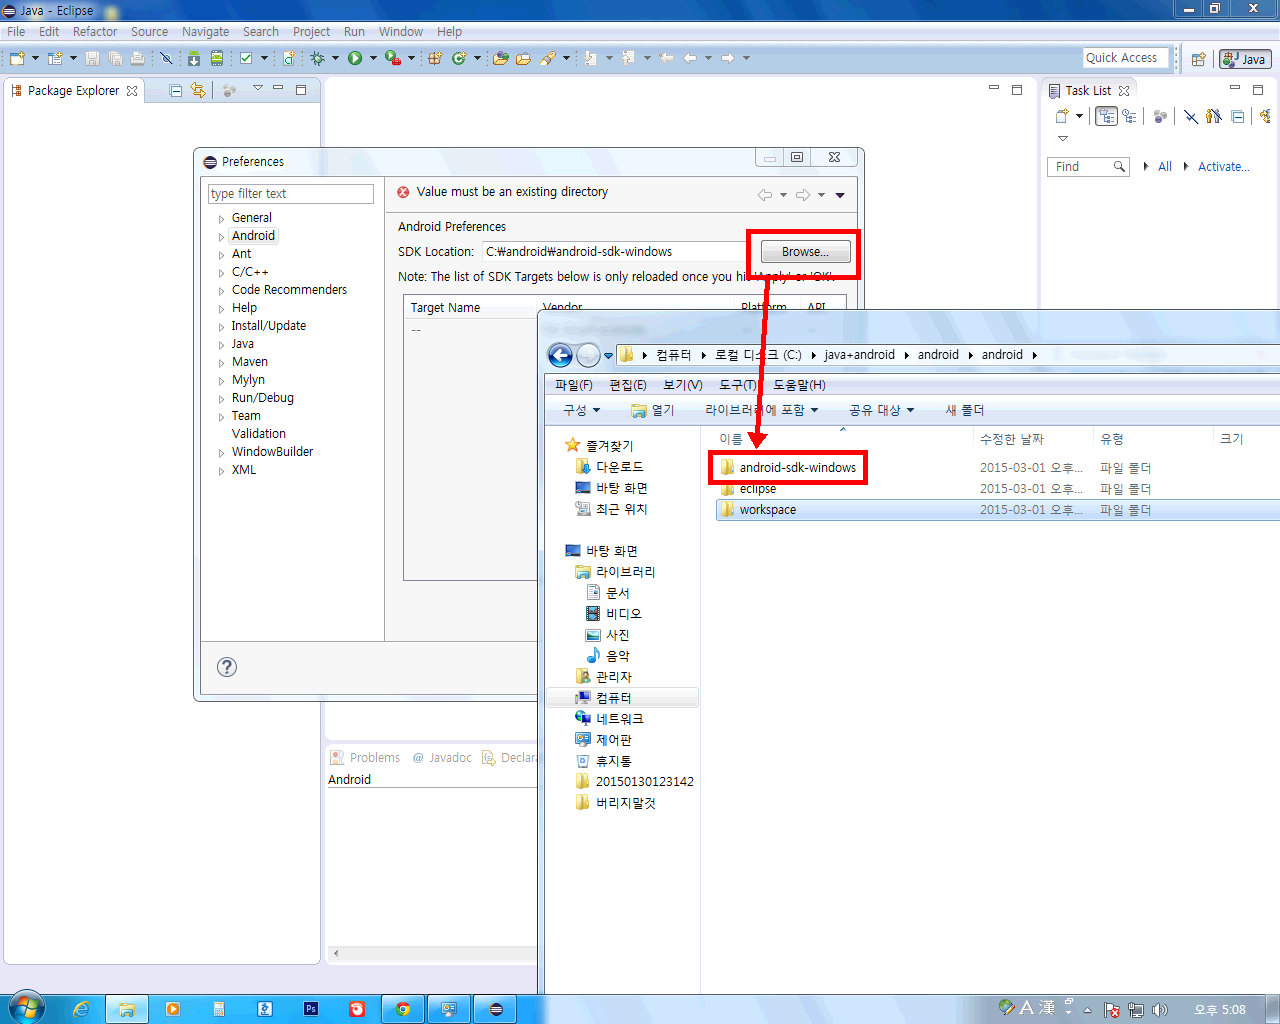 Java - Eclipse
File Edit Refactor Source Navigate Search Project Run Window Help
Quick Access
Java
Package Explorer
Task List
Find
All
Activate...
Preferences
type filter text
General
Android
Ant
C/C++
Code Recommenders
Help
Install/Update
Java
Maven
Mylyn
Run/Debug
Team
Validation
WindowBuilder
XML
Value must be an existing directory
Android Preferences
SDK Location: C:₩android₩android-sdk-windows Browse...
Note: The list of SDK Targets below is only reloaded once you hit 'Apply' or 'OK'.
Target Name Vendor Platform API
--
컴퓨터 로컬 디스크 (C:) java+android android android
파일(F) 편집(E) 보기(V) 도구(T) 도움말(H)
구성 열기 라이브러리에 포함 공유 대상 새 폴더
즐겨찾기
다운로드
바탕 화면
최근 위치
바탕 화면
라이브러리
문서
비디오
사진
음악
관리자
컴퓨터
네트워크
제어판
휴지통
20150130123142
버리지말것
이름 수정한 날짜 유형 크기
android-sdk-windows 2015-03-01 오후... 파일 폴더
eclipse 2015-03-01 오후... 파일 폴더
workspace 2015-03-01 오후... 파일 폴더
Problems @ Javadoc Declara
Android
Ps
A 漢
오후 5:08